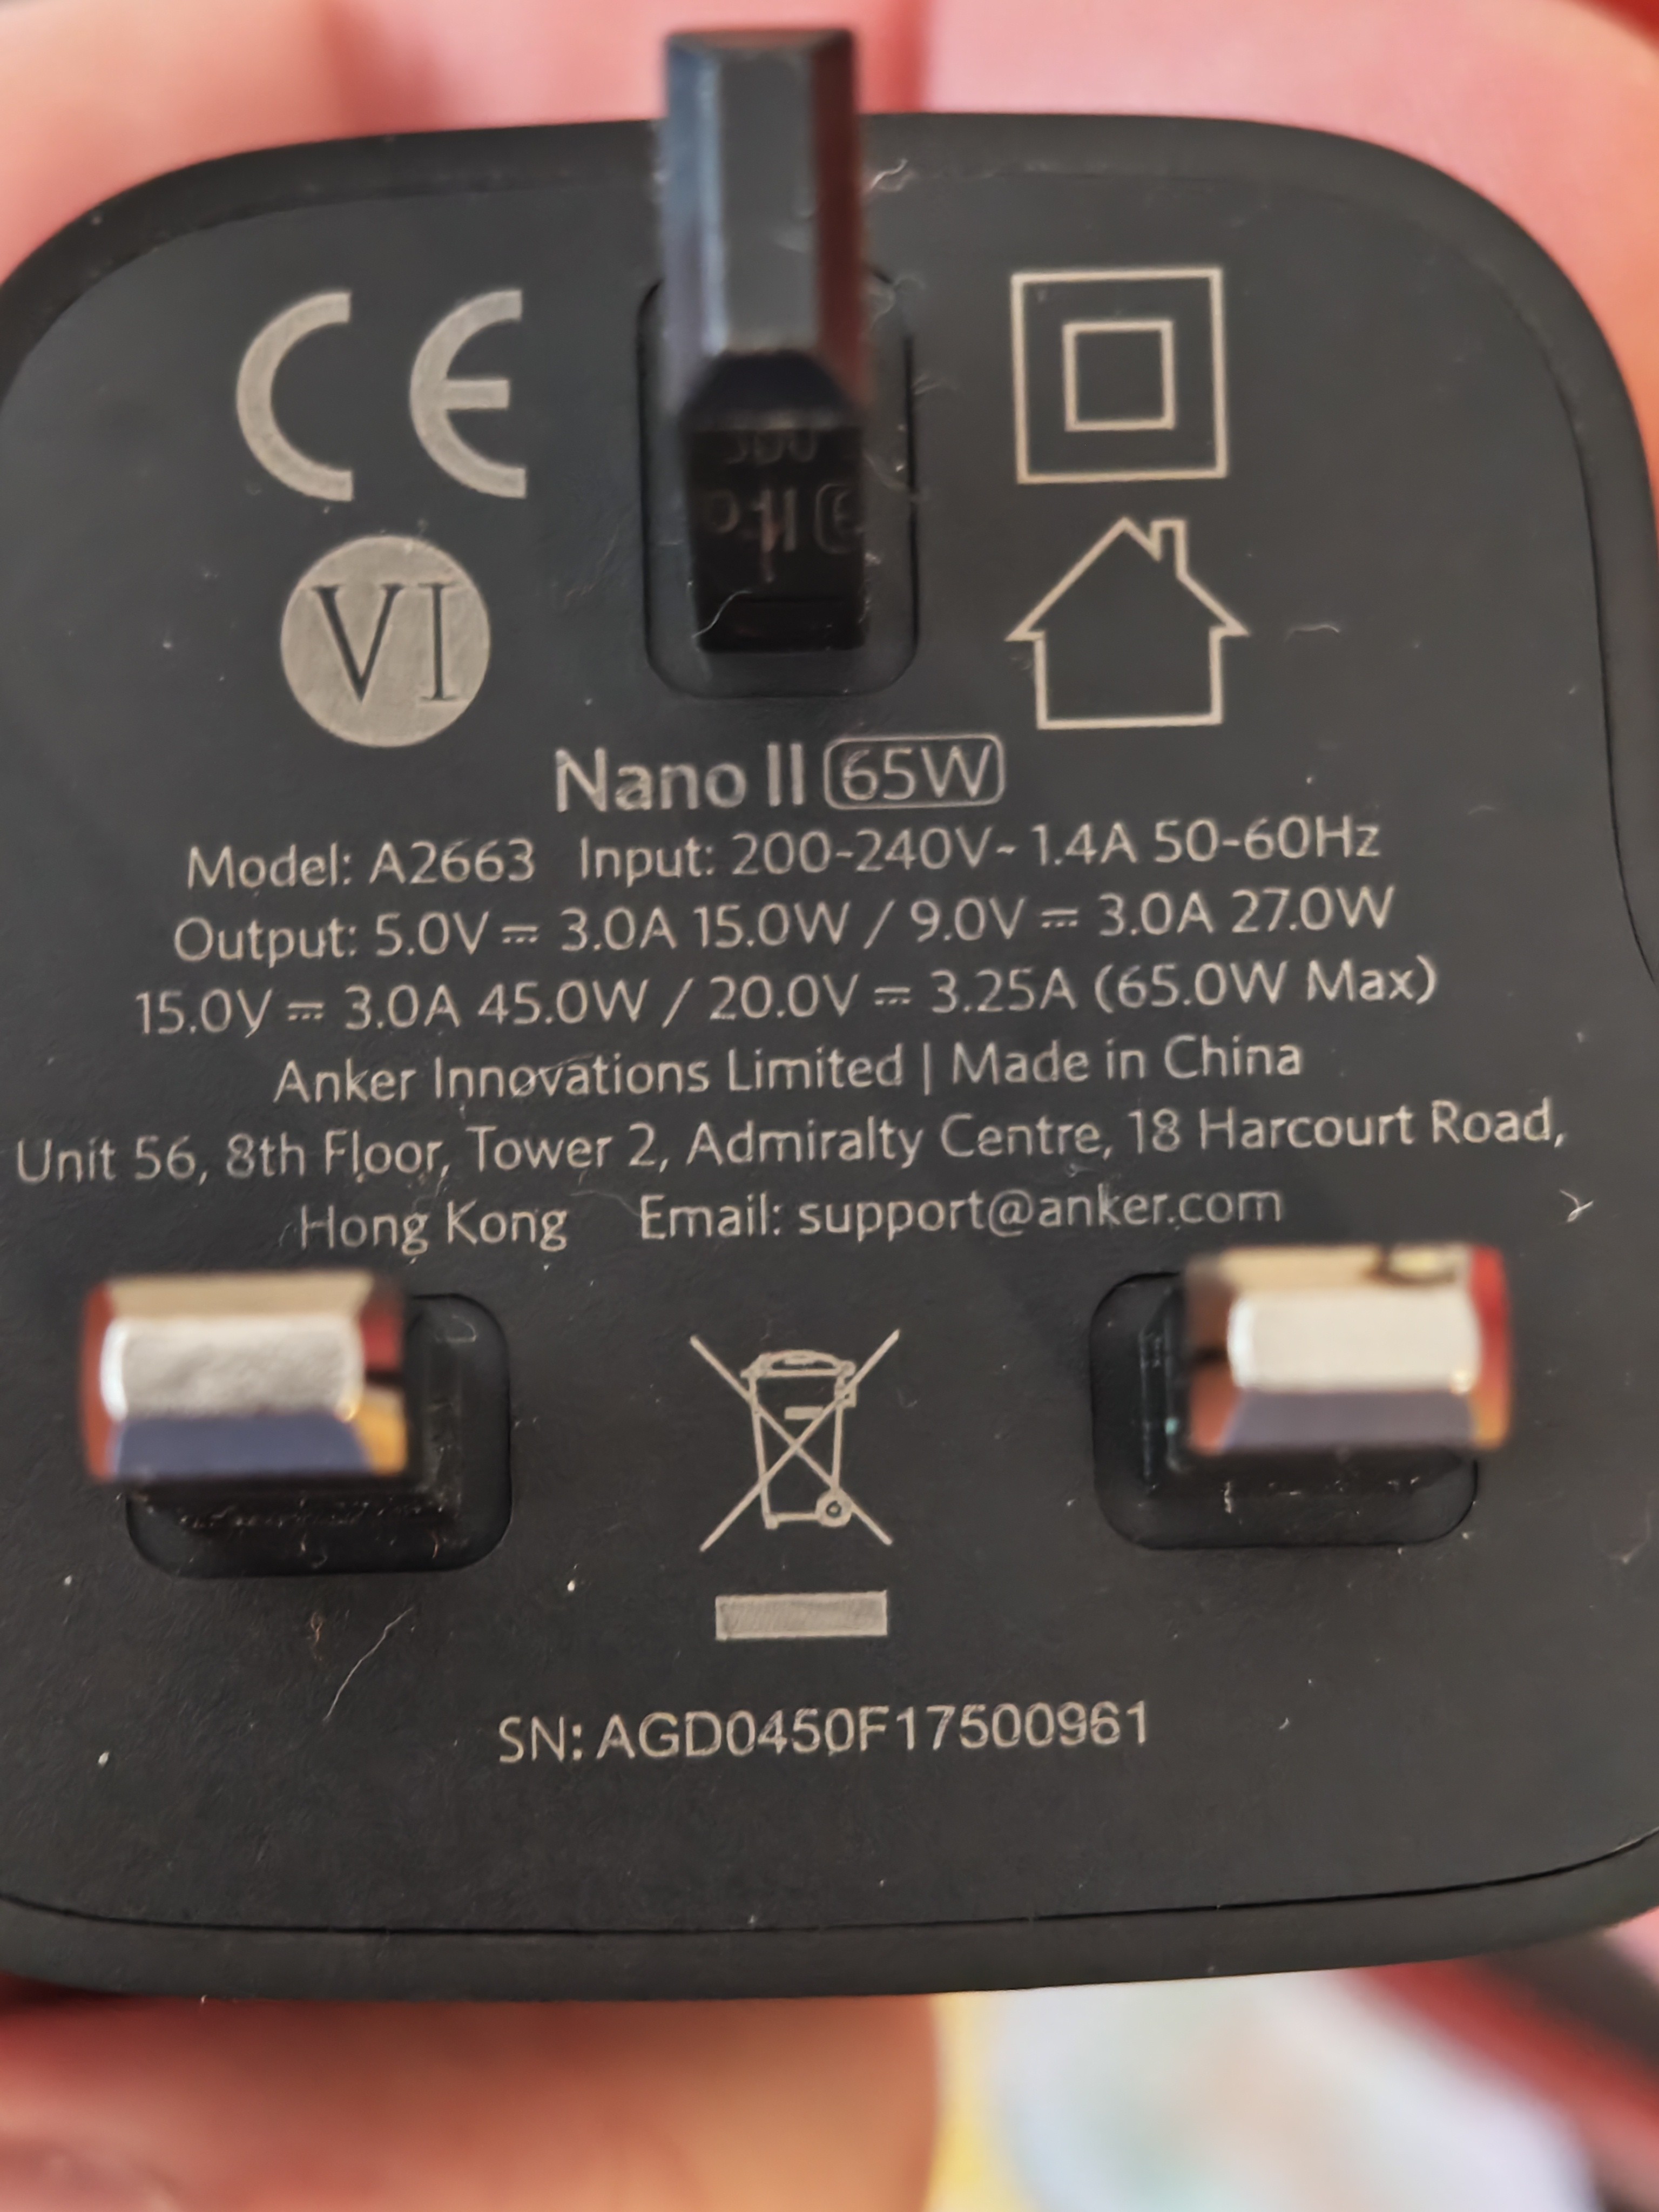 CE
VI
Nano II 65W
Model: A2663 Input: 200-240V~ 1.4A 50-60Hz
Output: 5.0V⎓ 3.0A 15.0W / 9.0V⎓ 3.0A 27.0W
15.0V⎓ 3.0A 45.0W / 20.0V⎓ 3.25A (65.0W Max)
Anker Innovations Limited | Made in China
Unit 56, 8th Floor, Tower 2, Admiralty Centre, 18 Harcourt Road,
Hong Kong Email: support@anker.com
SN: AGD0450F17500961